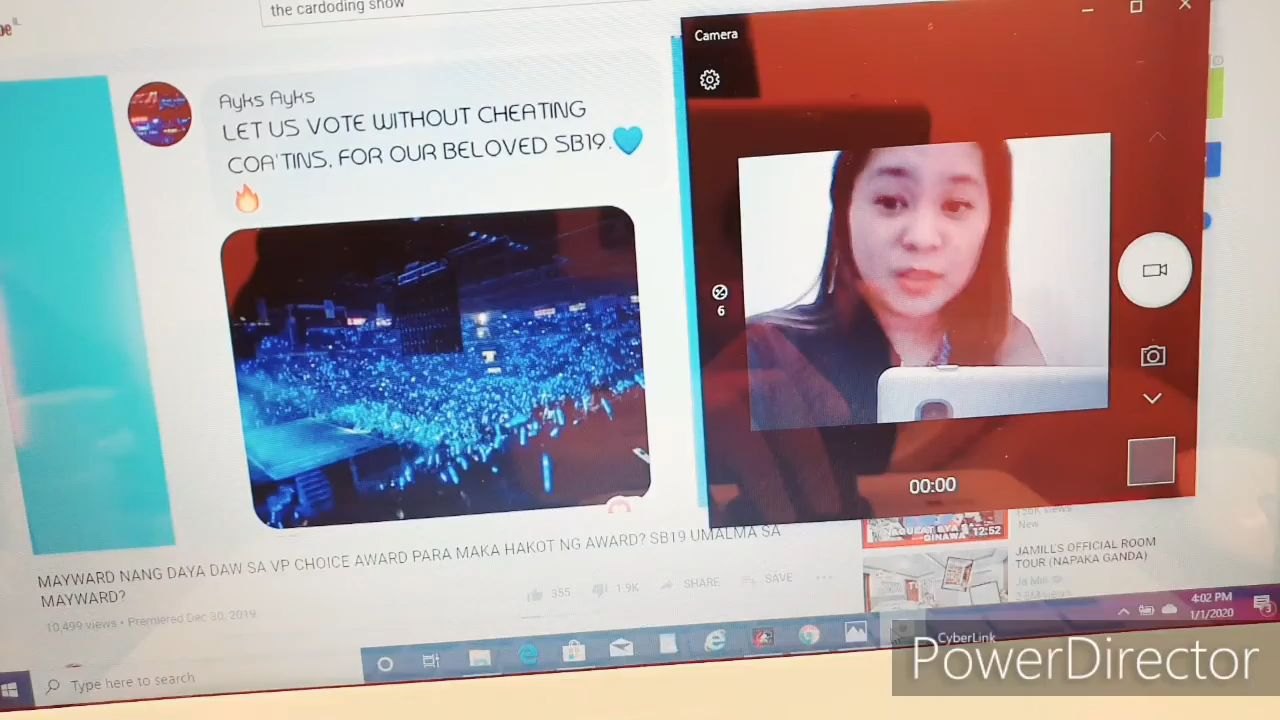 the cardoding show
Camera
Ayks Ayks
LET US VOTE WITHOUT CHEATING
COA'TINS, FOR OUR BELOVED SB19.
6
00:00
MAYWARD NANG DAYA DAW SA VP CHOICE AWARD PARA MAKA HAKOT NG AWARD? SB19 UMALMA SA
MAYWARD?
10,499 views • Premiered Dec 30, 2019
355
1.9K
SHARE
SAVE
New
12:52
JAMILL'S OFFICIAL ROOM
TOUR (NAPAKA GANDA)
Type here to search
4:02 PM
1/1/2020
3
CyberLink
PowerDirector